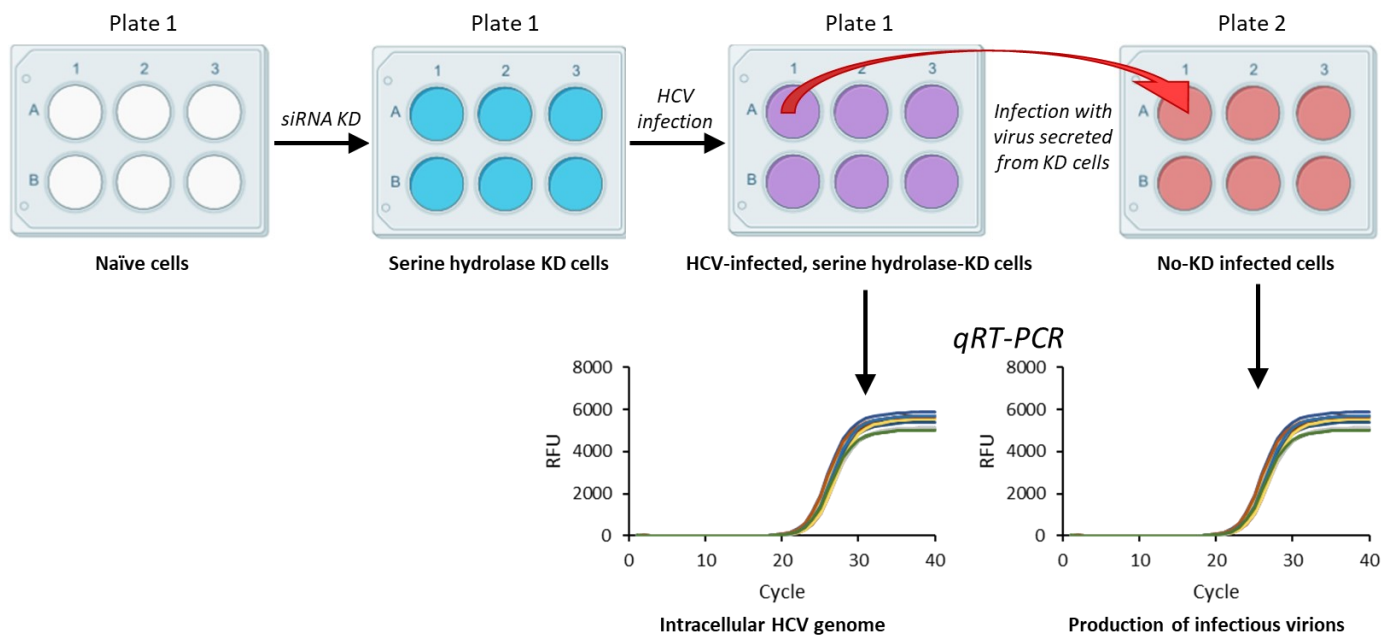 Plate 1
Plate 1
Plate 1
Plate 2
1 2 3
A
B
siRNA KD
1 2 3
A
B
HCV
infection
1 2 3
A
B
Infection with
virus secreted
from KD cells
1 2 3
A
B
Naïve cells
Serine hydrolase KD cells
HCV-infected, serine hydrolase-KD cells
No-KD infected cells
qRT-PCR
8000
6000
4000
2000
0
RFU
0 10 20 30 40
Cycle
Intracellular HCV genome
8000
6000
4000
2000
0
RFU
0 10 20 30 40
Cycle
Production of infectious virions